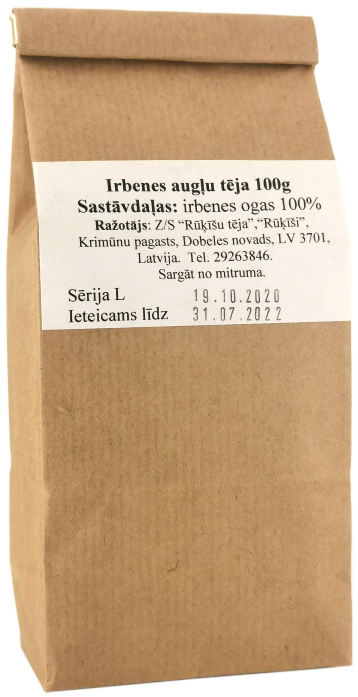 Irbenes augļu tēja 100g
Sastāvdaļas: irbenes ogas 100%
Ražotājs: Z/S “Rūķīšu tēja”,“Rūķīši”,
Krimūnu pagasts, Dobeles novads, LV 3701,
Latvija. Tel. 29263846.
Sargāt no mitruma.
Sērija L 19.10.2020
Ieteicams līdz 31.07.2022